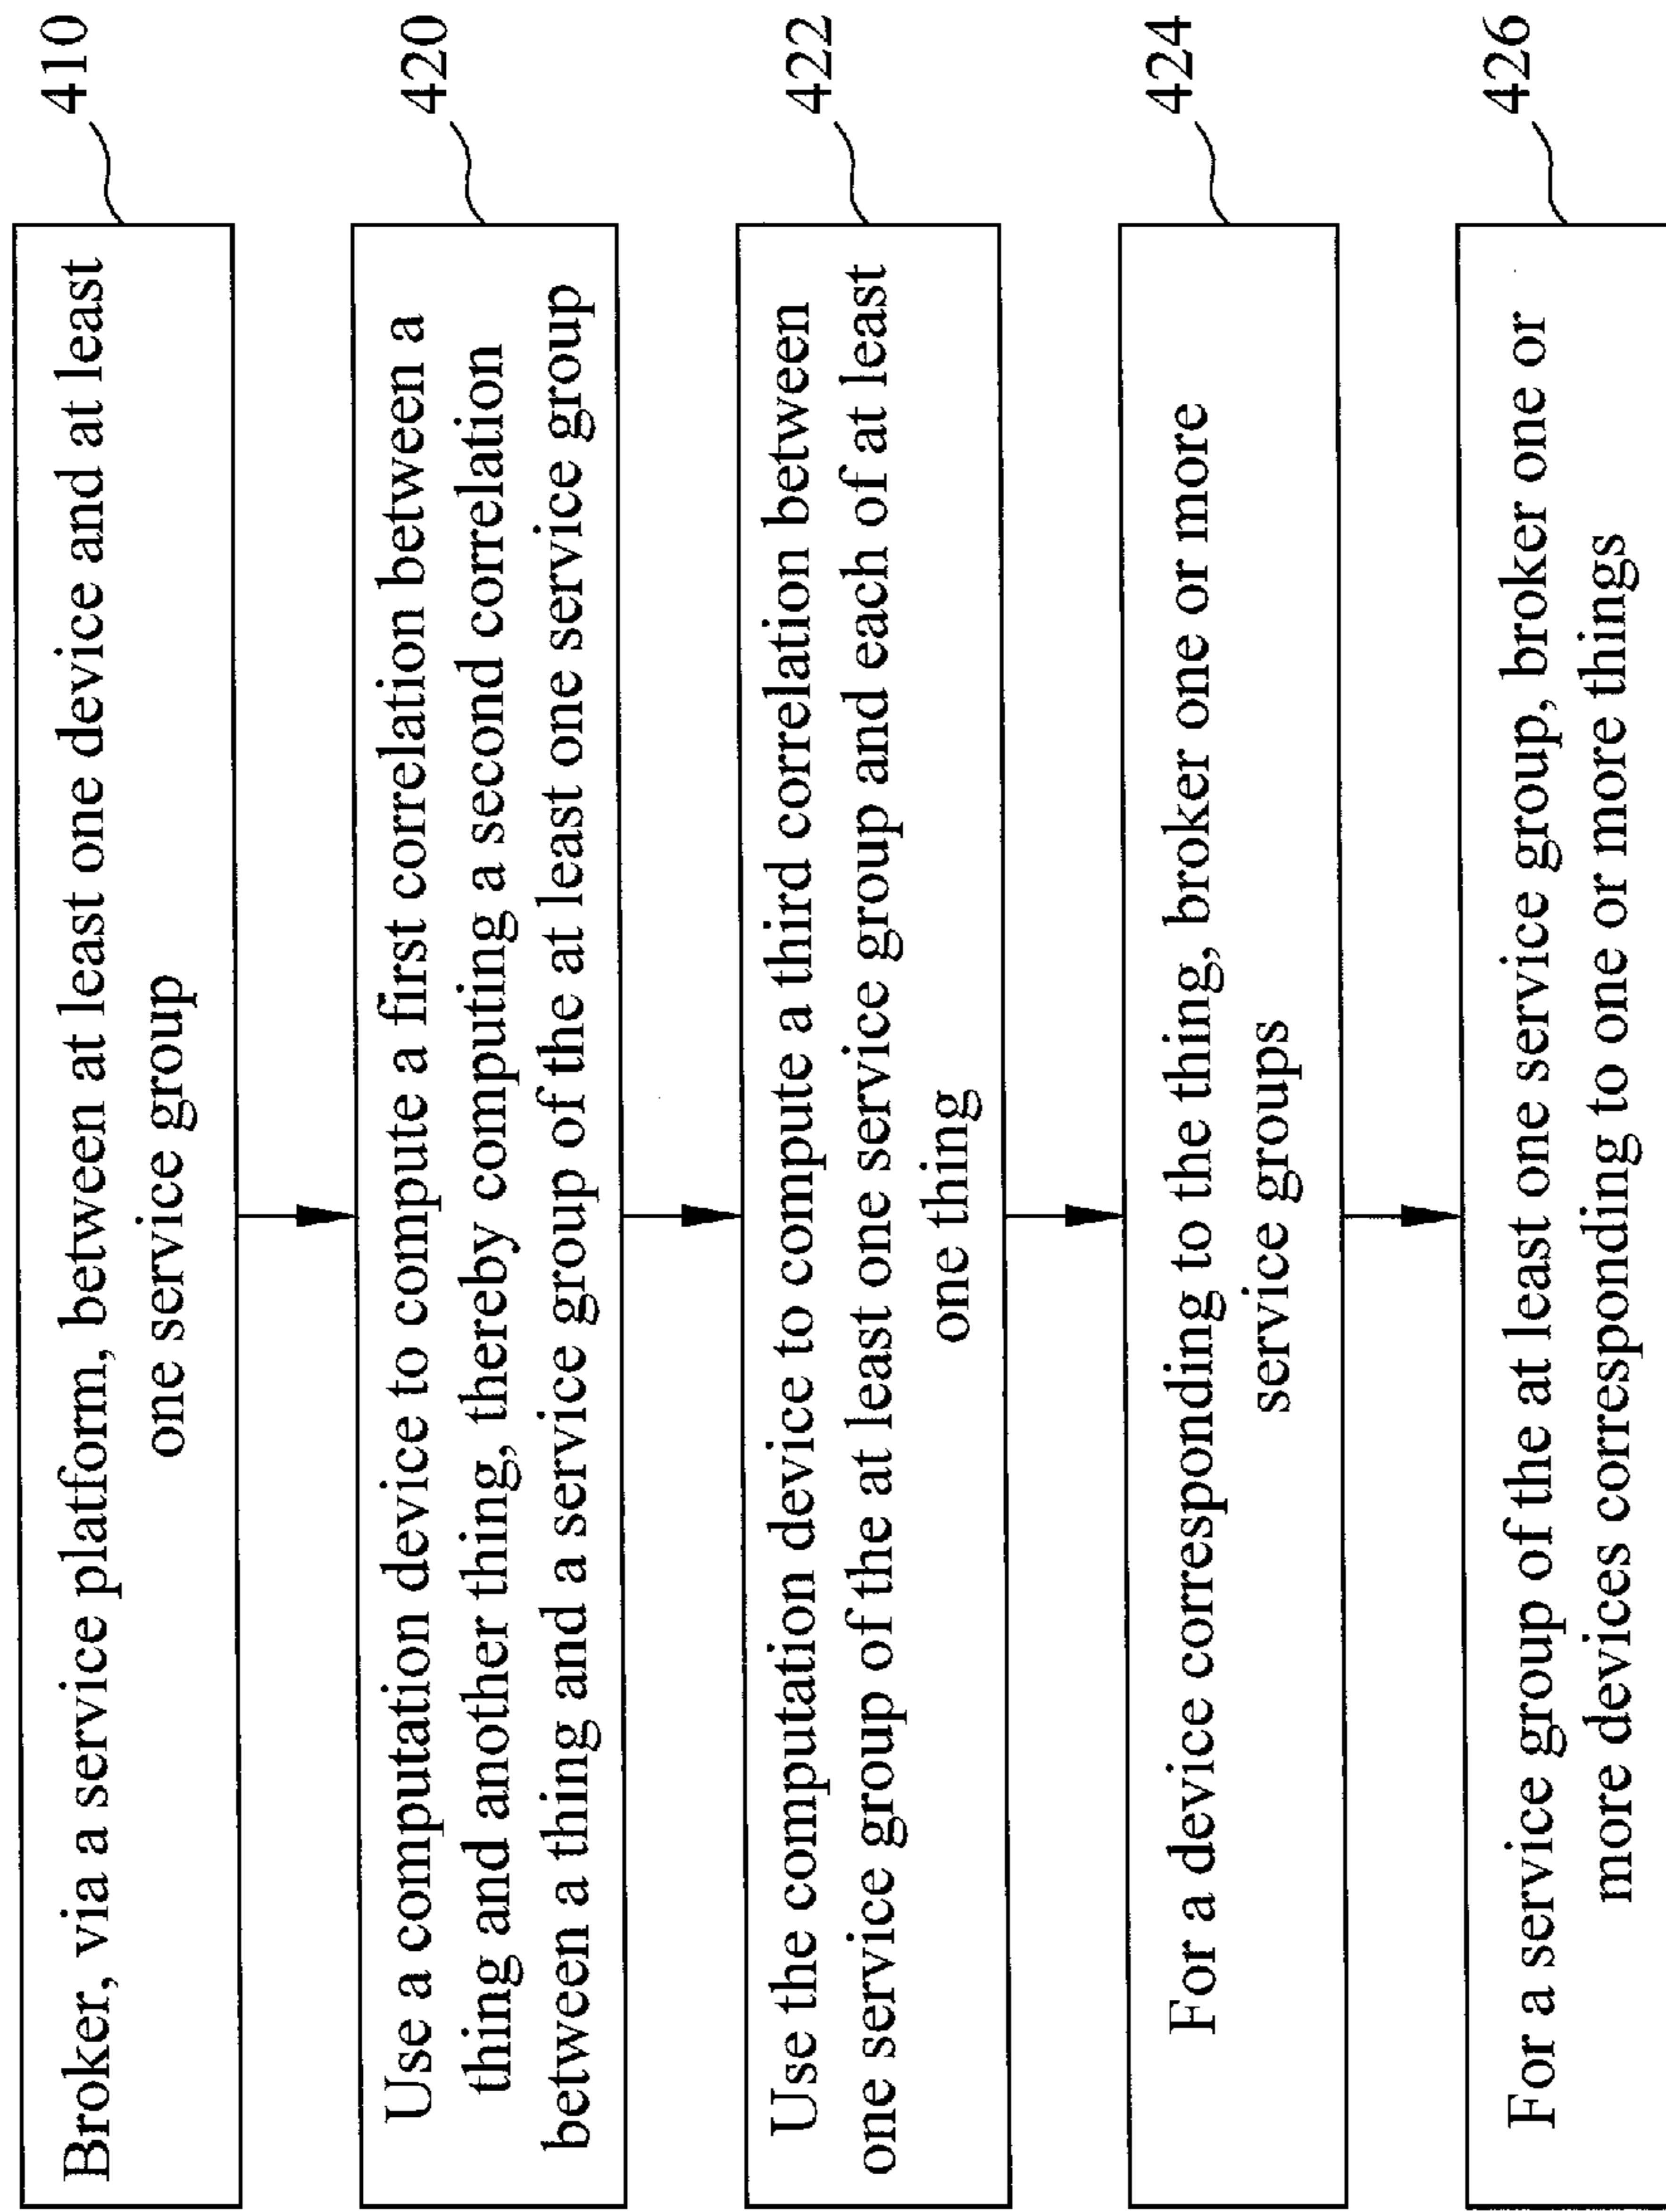 Broker, via a service platform, between at least one device and at least
one service group
410
Use a computation device to compute a first correlation between a
thing and another thing, thereby computing a second correlation
between a thing and a service group of the at least one service group
420
Use the computation device to compute a third correlation between
one service group of the at least one service group and each of at least
one thing
422
For a device corresponding to the thing, broker one or more
service groups
424
For a service group of the at least one service group, broker one or
more devices corresponding to one or more things
426